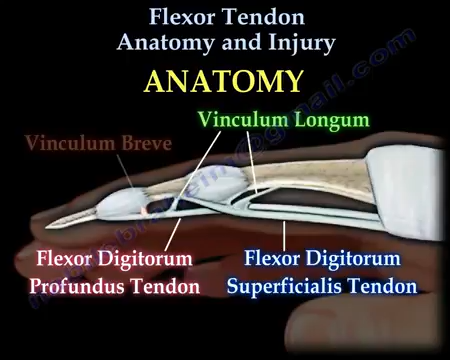 Flexor Tendon
Anatomy and Injury
ANATOMY
Vinculum Longum
Vinculum Breve
Flexor Digitorum
Profundus Tendon
Flexor Digitorum
Superficialis Tendon